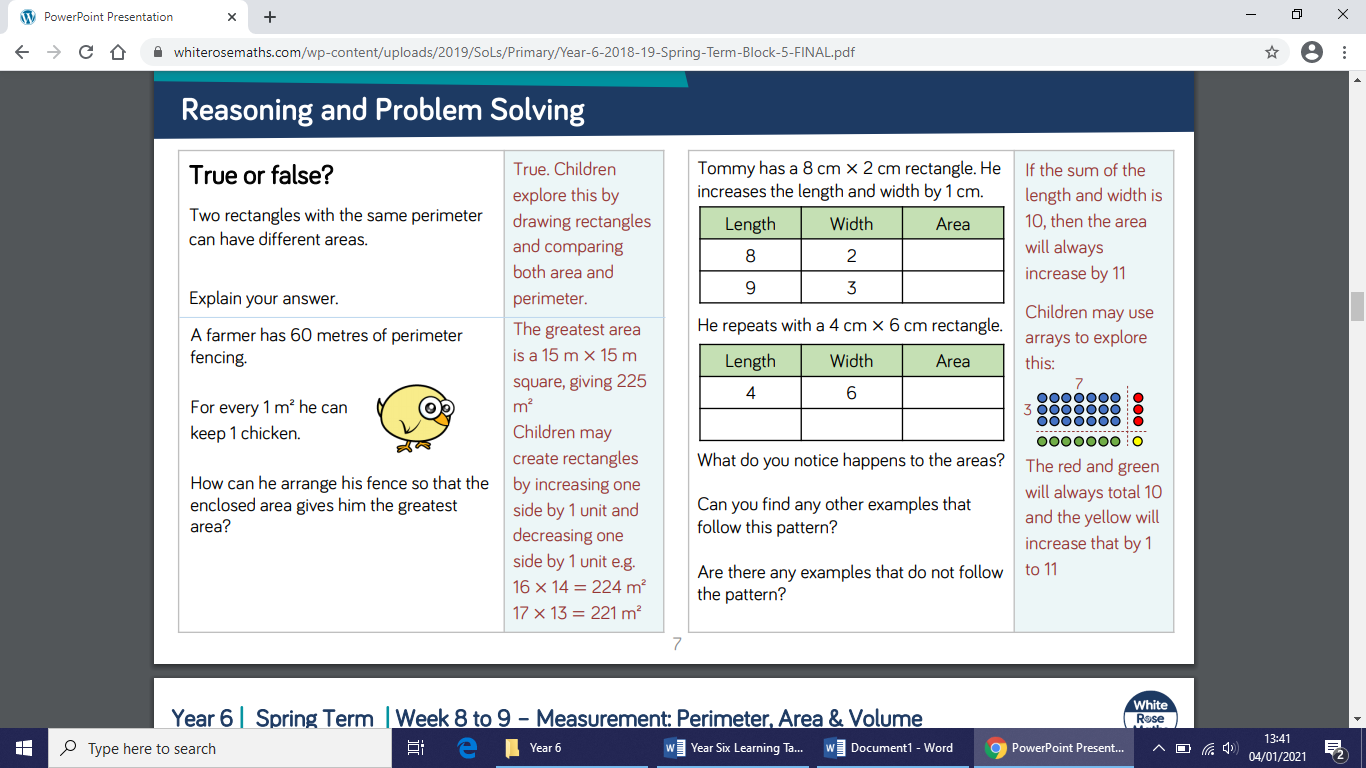 PowerPoint Presentation
whiterosemaths.com/wp-content/uploads/2019/SoLs/Primary/Year-6-2018-19-Spring-Term-Block-5-FINAL.pdf
Reasoning and Problem Solving
True or false?
Two rectangles with the same perimeter
can have different areas.
Explain your answer.
True. Children
explore this by
drawing rectangles
and comparing
both area and
perimeter.
A farmer has 60 metres of perimeter
fencing.
For every 1 m² he can
keep 1 chicken.
How can he arrange his fence so that the
enclosed area gives him the greatest
area?
The greatest area
is a 15 m × 15 m
square, giving 225
m²
Children may
create rectangles
by increasing one
side by 1 unit and
decreasing one
side by 1 unit e.g.
16 × 14 = 224 m²
17 × 13 = 221 m²
Tommy has a 8 cm × 2 cm rectangle. He
increases the length and width by 1 cm.
Length Width Area
8 2
9 3
He repeats with a 4 cm × 6 cm rectangle.
Length Width Area
4 6
What do you notice happens to the areas?
Can you find any other examples that
follow this pattern?
Are there any examples that do not follow
the pattern?
If the sum of the
length and width is
10, then the area
will always
increase by 11
Children may use
arrays to explore
this:
7
3
The red and green
will always total 10
and the yellow will
increase that by 1
to 11
7
Year 6 | Spring Term | Week 8 to 9 – Measurement: Perimeter, Area & Volume
White
Rose
Type here to search
Year 6
Year Six Learning Ta...
Document1 - Word
PowerPoint Present...
13:41
04/01/2021
2